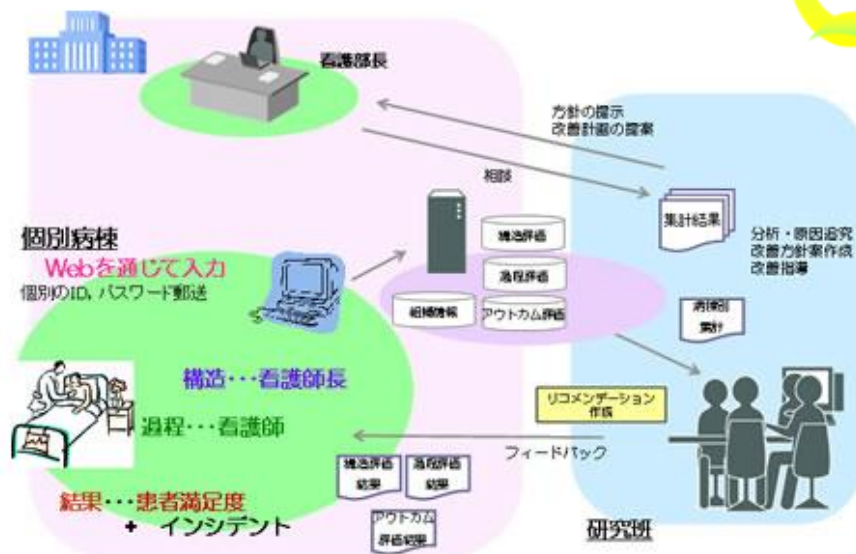 看護部長
方針の提示
改善計画の提案
相談
集計結果
分析・原因追究
改善方針案作成
改善指導
個別病棟
Webを通じて入力
個別のID, パスワード郵送
構造評価
過程評価
組織情報
アウトカム評価
病棟別
集計
構造･･･看護師長
過程･･･看護師
結果･･･患者満足度
+ インシデント
リコメンデーション
作成
フィードバック
構造評価
結果
過程評価
結果
アウトカム
評価結果
研究班